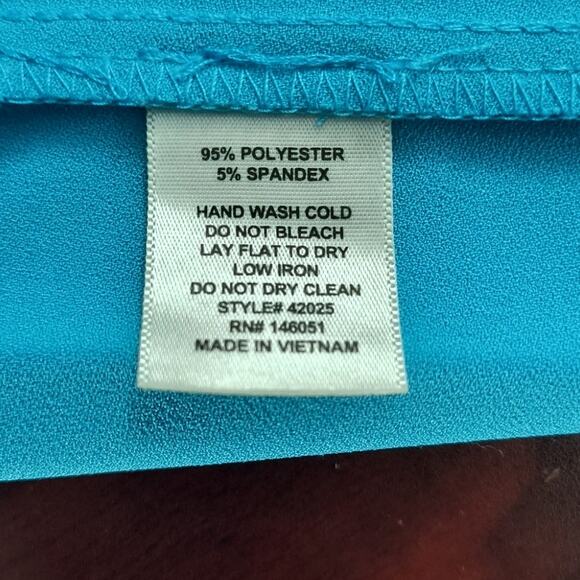 95% POLYESTER
5% SPANDEX
HAND WASH COLD
DO NOT BLEACH
LAY FLAT TO DRY
LOW IRON
DO NOT DRY CLEAN
STYLE# 42025
RN# 146051
MADE IN VIETNAM